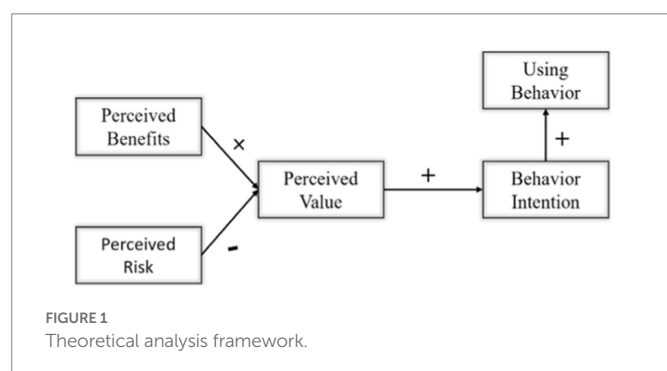 Using
Behavior
Perceived
Benefits
×
+
Perceived
Value
+
Behavior
Intention
Perceived
Risk
-
FIGURE 1
Theoretical analysis framework.